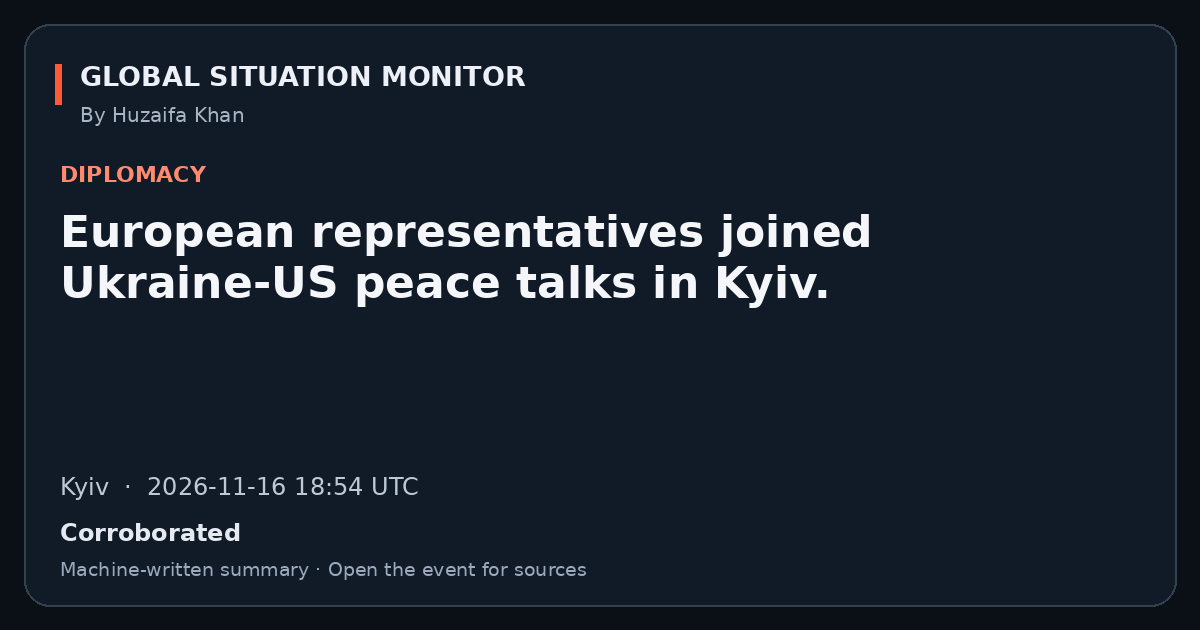 GLOBAL SITUATION MONITOR
By Huzaifa Khan
DIPLOMACY
European representatives joined
Ukraine-US peace talks in Kyiv.
Kyiv · 2026-11-16 18:54 UTC
Corroborated
Machine-written summary · Open the event for sources